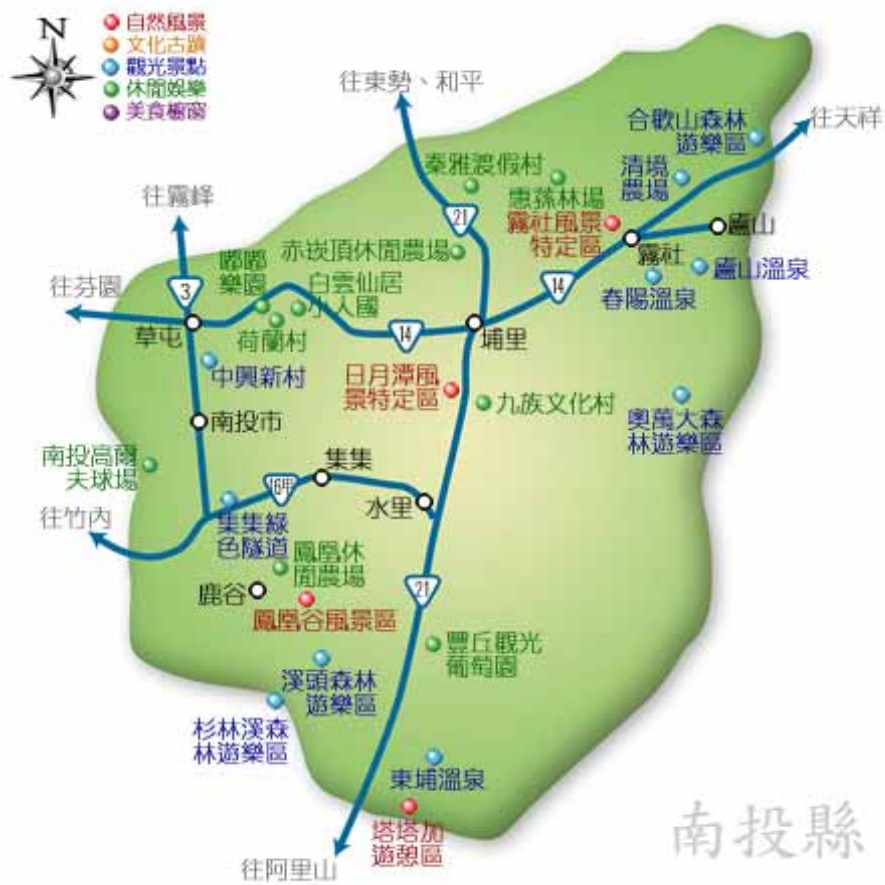 N
自然風景
文化古蹟
觀光景點
休閒娛樂
美食櫥窗
往東勢、和平
合歡山森林
遊樂區
往天祥
清境
農場
秦雅渡假村
惠蓀林場
霧社風景
特定區
往霧峰
21
廬山
霧社
廬山溫泉
春陽溫泉
赤崁頂休閒農場
嘟嘟
樂園
白雲仙居
小人國
往芬園
3
14
14
草屯
荷蘭村
埔里
中興新村
日月潭風
景特定區
九族文化村
奧萬大森
林遊樂區
南投市
南投高爾
夫球場
集集
16甲
水里
往竹內
集集綠
色隧道
鳳凰休
閒農場
鹿谷
21
鳳凰谷風景區
豐丘觀光
葡萄園
溪頭森林
遊樂區
杉林溪森
林遊樂區
東埔溫泉
塔塔加
遊憩區
往阿里山
南投縣